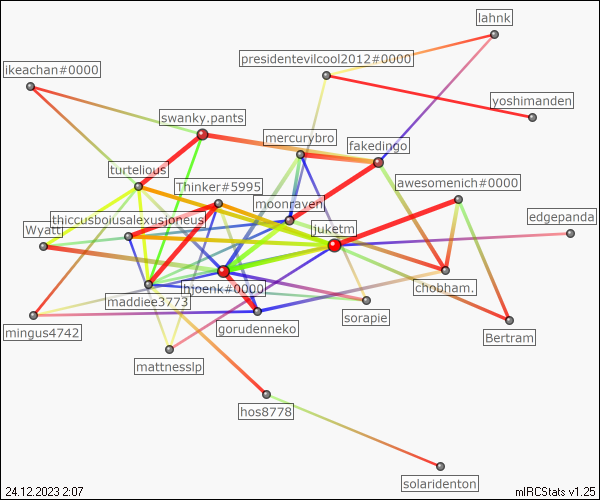 lahnk
presidentevilcool2012#0000
ikeachan#0000
yoshimanden
swanky.pants
mercurybro
fakedingo
turtelious
Thinker#5995
awesomenich#0000
moonraven
thiccusbolusalexusjoneus
edgepanda
Wyatt
juketm
hjoenk#0000
chobham.
maddiee3773
sorapie
gorudenneko
mingus4742
Bertram
mattnesslp
hos8778
solaridenton
24.12.2023 2:07
mIRCStats v1.25